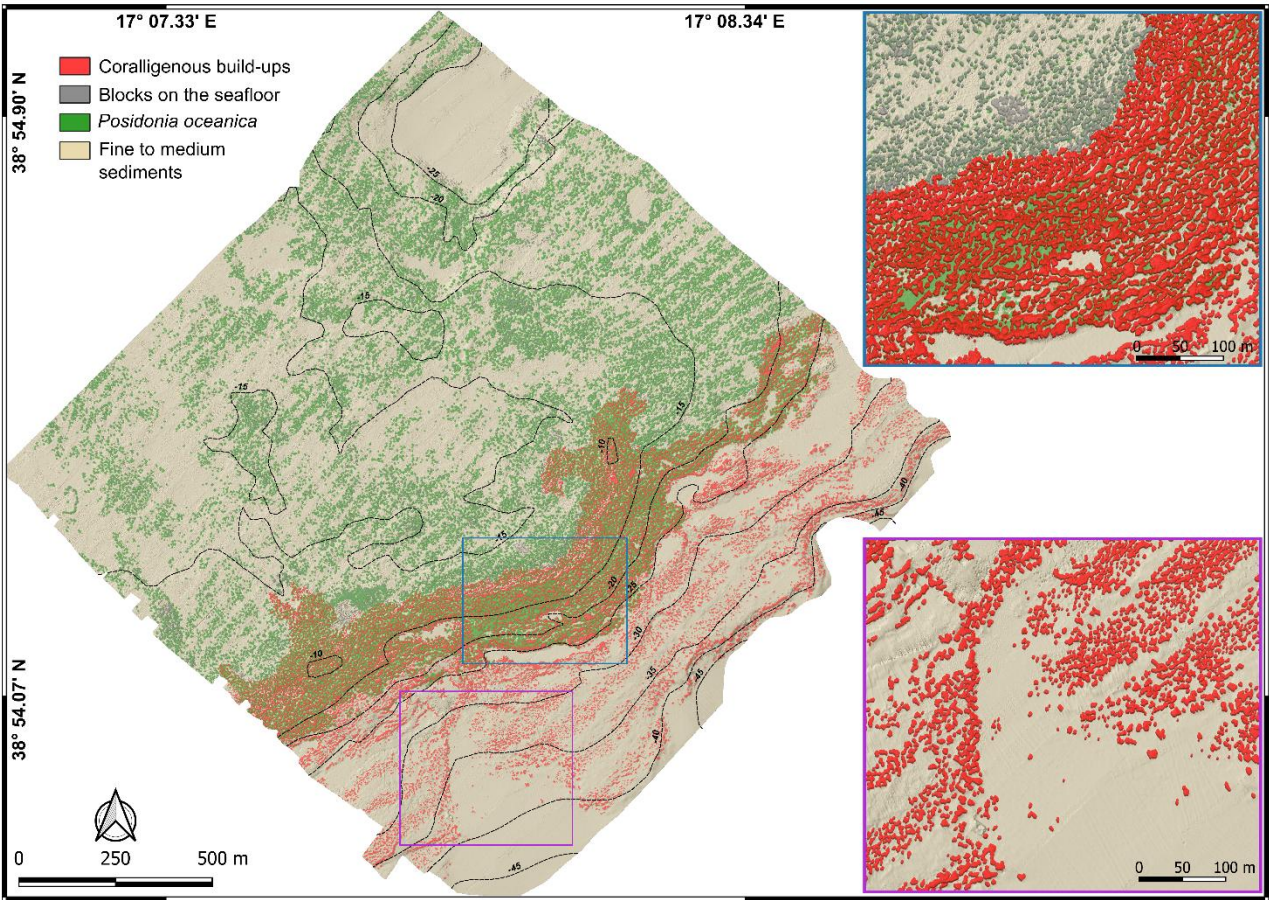 17° 07.33' E
17° 08.34' E
38° 54.90' N
38° 54.07' N
Coralligenous build-ups
Blocks on the seafloor
Posidonia oceanica
Fine to medium
sediments
-25
-20
-15
-15
-15
-10
-15
-40
-45
-20
-25
-10
-30
-35
-45
-40
-45
0 50 100 m
0 50 100 m
0 250 500 m